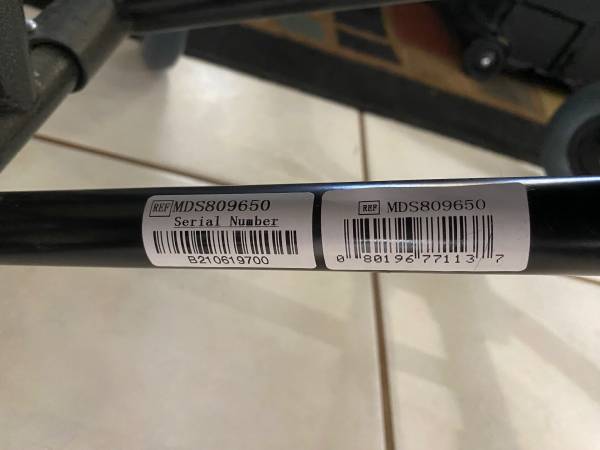 REF MDS809650
Serial Number
B210619700
REF MDS809650
0 80196 77113 7